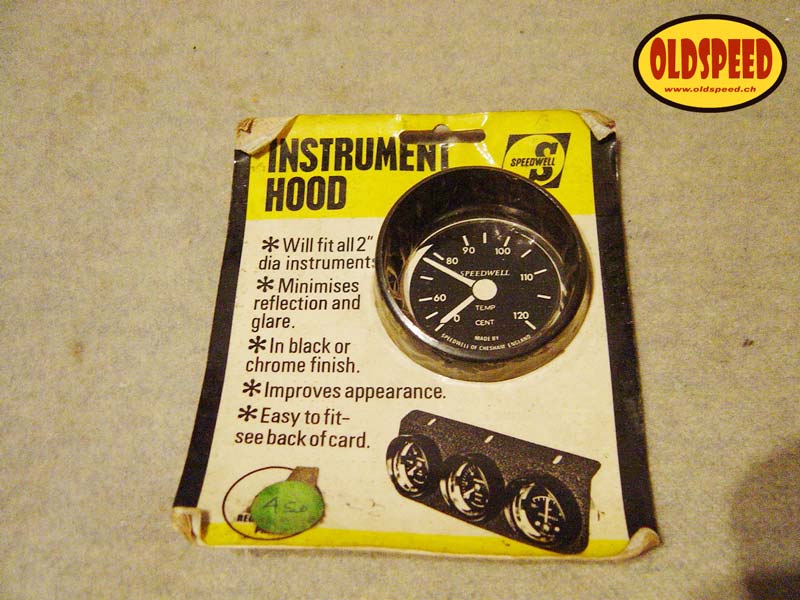 OLDSPEED
www.oldspeed.ch
INSTRUMENT
HOOD
SPEEDWELL
S
✻ Will fit all 2"
dia instruments
✻ Minimises
reflection and
glare.
✻ In black or
chrome finish.
✻ Improves appearance.
✻ Easy to fit–
see back of card.
90 100
80 110
SPEEDWELL
60 TEMP 120
CENT
MADE BY
SPEEDWELL OF CHESHAM ENGLAND